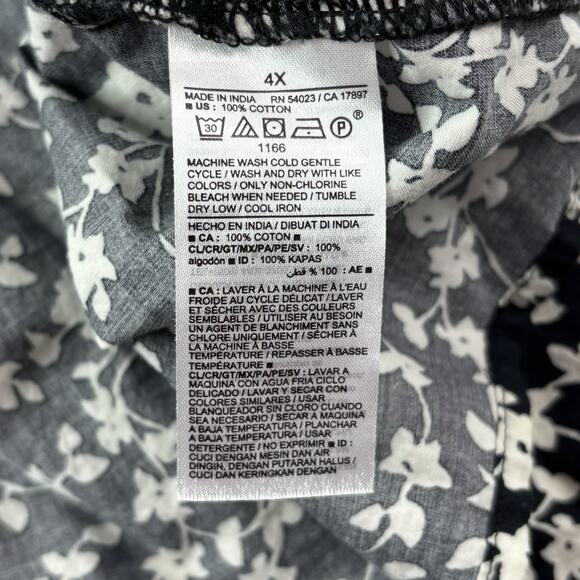 4X
MADE IN INDIA RN 54023 / CA 17897
■ US : 100% COTTON
30 P ®
1166
MACHINE WASH COLD GENTLE
CYCLE / WASH AND DRY WITH LIKE
COLORS / ONLY NON-CHLORINE
BLEACH WHEN NEEDED / TUMBLE
DRY LOW / COOL IRON
HECHO EN INDIA / DIBUAT DI INDIA
■ CA : 100% COTON ■
CL/CR/GT/MX/PA/PE/SV : 100%
algodón ■ ID : 100% KAPAS
■ AE : 100 % قطن
■ CA : LAVER À LA MACHINE À L'EAU
FROIDE AU CYCLE DÉLICAT / LAVER
ET SÉCHER AVEC DES COULEURS
SEMBLABLES / UTILISER AU BESOIN
UN AGENT DE BLANCHIMENT SANS
CHLORE UNIQUEMENT / SÉCHER À
LA MACHINE À BASSE
TEMPÉRATURE / REPASSER À BASSE
TEMPÉRATURE ■
CL/CR/GT/MX/PA/PE/SV : LAVAR A
MAQUINA CON AGUA FRIA CICLO
DELICADO / LAVAR Y SECAR CON
COLORES SIMILARES / USAR
BLANQUEADOR SIN CLORO CUANDO
SEA NECESARIO / SECAR A MAQUINA
A BAJA TEMPERATURA / PLANCHAR
A BAJA TEMPERATURA / USAR
DETERGENTE / NO EXPRIMIR ■ ID :
CUCI DENGAN MESIN DAN AIR
DINGIN, DENGAN PUTARAN HALUS /
CUCI DAN KERINGKAN DENGAN